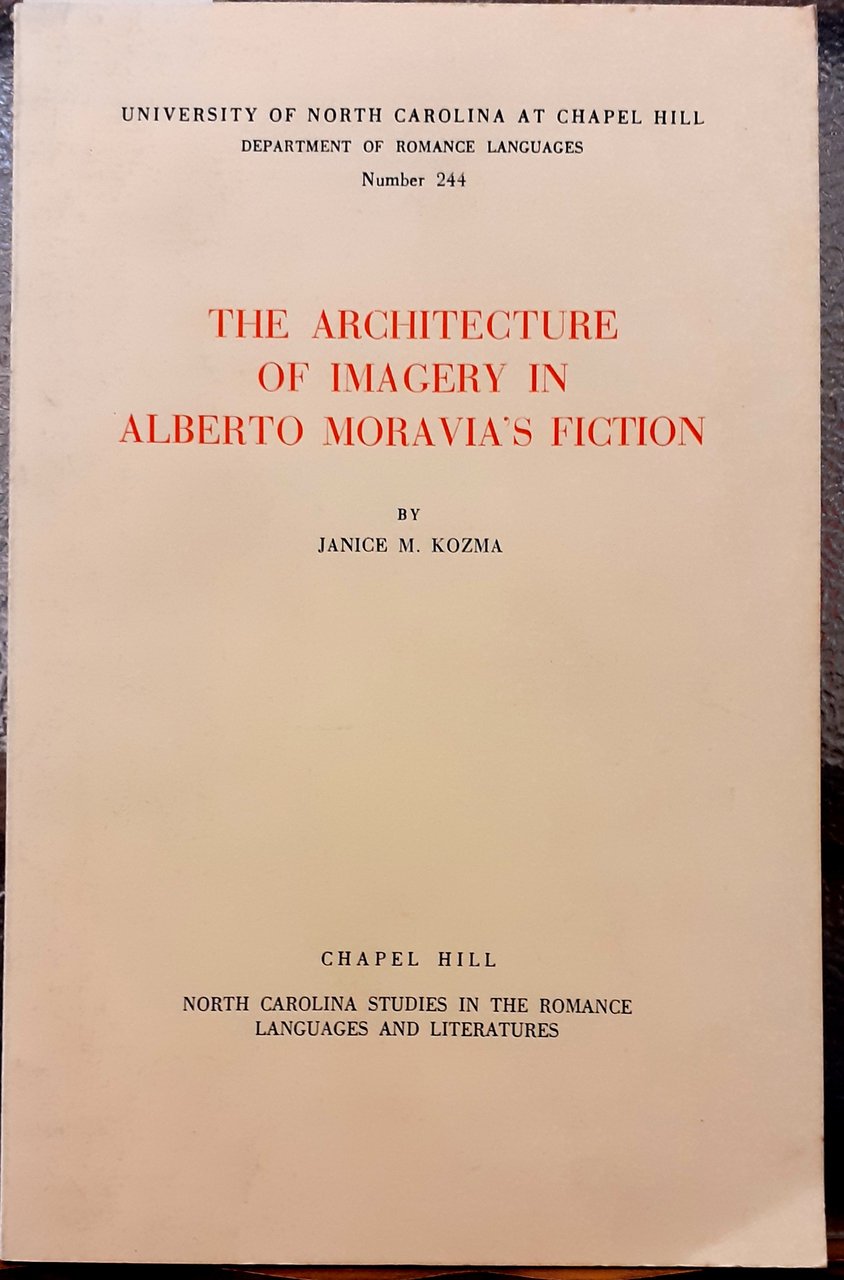 UNIVERSITY OF NORTH CAROLINA AT CHAPEL HILL
DEPARTMENT OF ROMANCE LANGUAGES
Number 244
THE ARCHITECTURE
OF IMAGERY IN
ALBERTO MORAVIA'S FICTION
BY
JANICE M. KOZMA
CHAPEL HILL
NORTH CAROLINA STUDIES IN THE ROMANCE
LANGUAGES AND LITERATURES